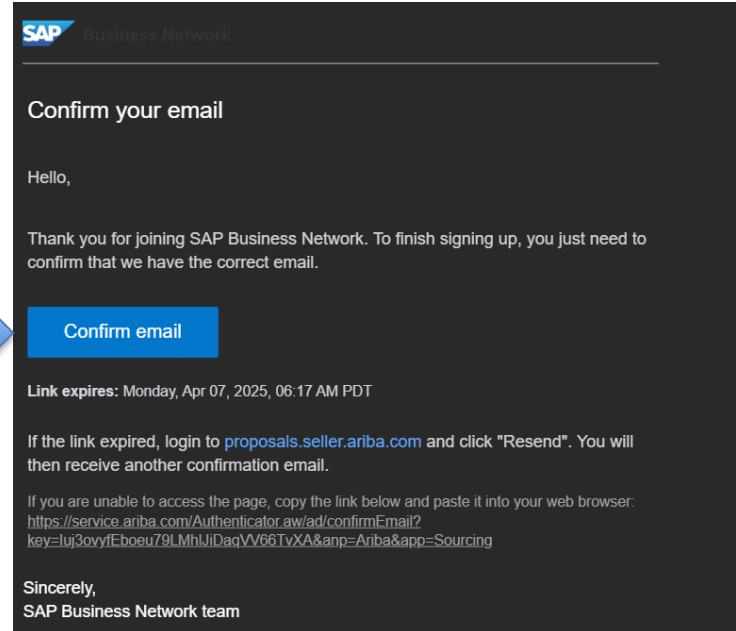 SAP Business Network
Confirm your email
Hello,
Thank you for joining SAP Business Network. To finish signing up, you just need to
confirm that we have the correct email.
Confirm email
Link expires: Monday, Apr 07, 2025, 06:17 AM PDT
If the link expired, login to proposals.seller.ariba.com and click "Resend". You will
then receive another confirmation email.
If you are unable to access the page, copy the link below and paste it into your web browser:
https://service.ariba.com/Authenticator.aw/ad/confirmEmail?
key=Iuj3ovyfEboeu79LMhlJiDaqVV66TvXA&anp=Ariba&app=Sourcing
Sincerely,
SAP Business Network team